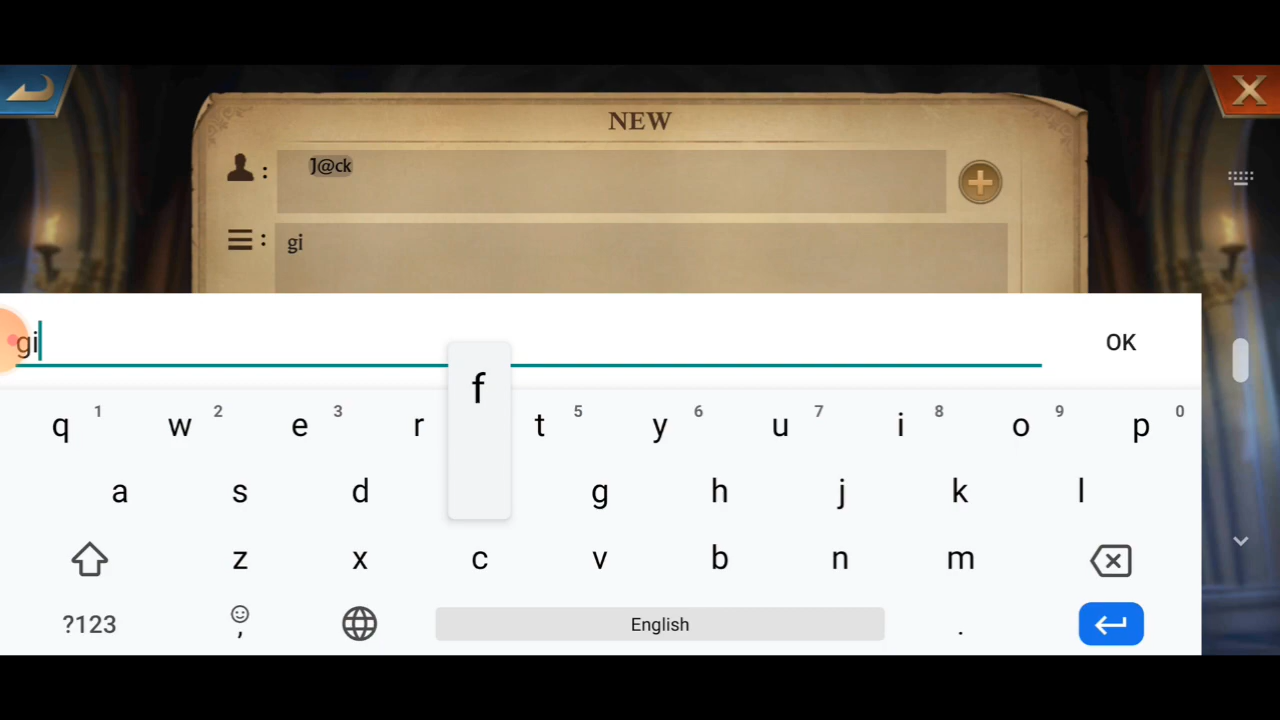 NEW
: J@ck
: gi
gi
OK
f
q 1 w 2 e 3 r t 5 y 6 u 7 i 8 o 9 p 0
a s d g h j k l
z x c v b n m
?123 , English .